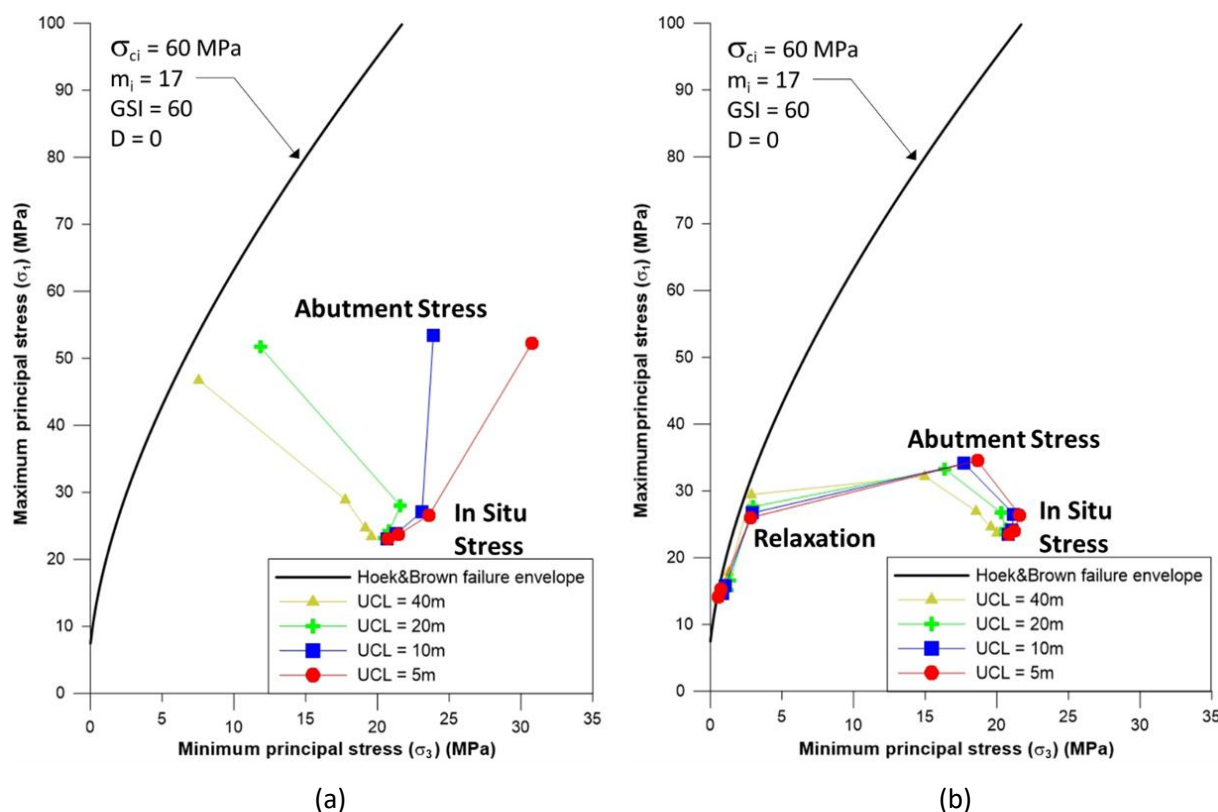 100
90
80
70
60
50
40
30
20
10
0
Maximum principal stress (σ₁) (MPa)
σci = 60 MPa
mi = 17
GSI = 60
D = 0
Abutment Stress
In Situ
Stress
Hoek&Brown failure envelope
UCL = 40m
UCL = 20m
UCL = 10m
UCL = 5m
0 5 10 15 20 25 30 35
Minimum principal stress (σ₃) (MPa)
(a)
100
90
80
70
60
50
40
30
20
10
0
Maximum principal stress (σ₁) (MPa)
σci = 60 MPa
mi = 17
GSI = 60
D = 0
Abutment Stress
Relaxation
In Situ
Stress
Hoek&Brown failure envelope
UCL = 40m
UCL = 20m
UCL = 10m
UCL = 5m
0 5 10 15 20 25 30 35
Minimum principal stress (σ₃) (MPa)
(b)